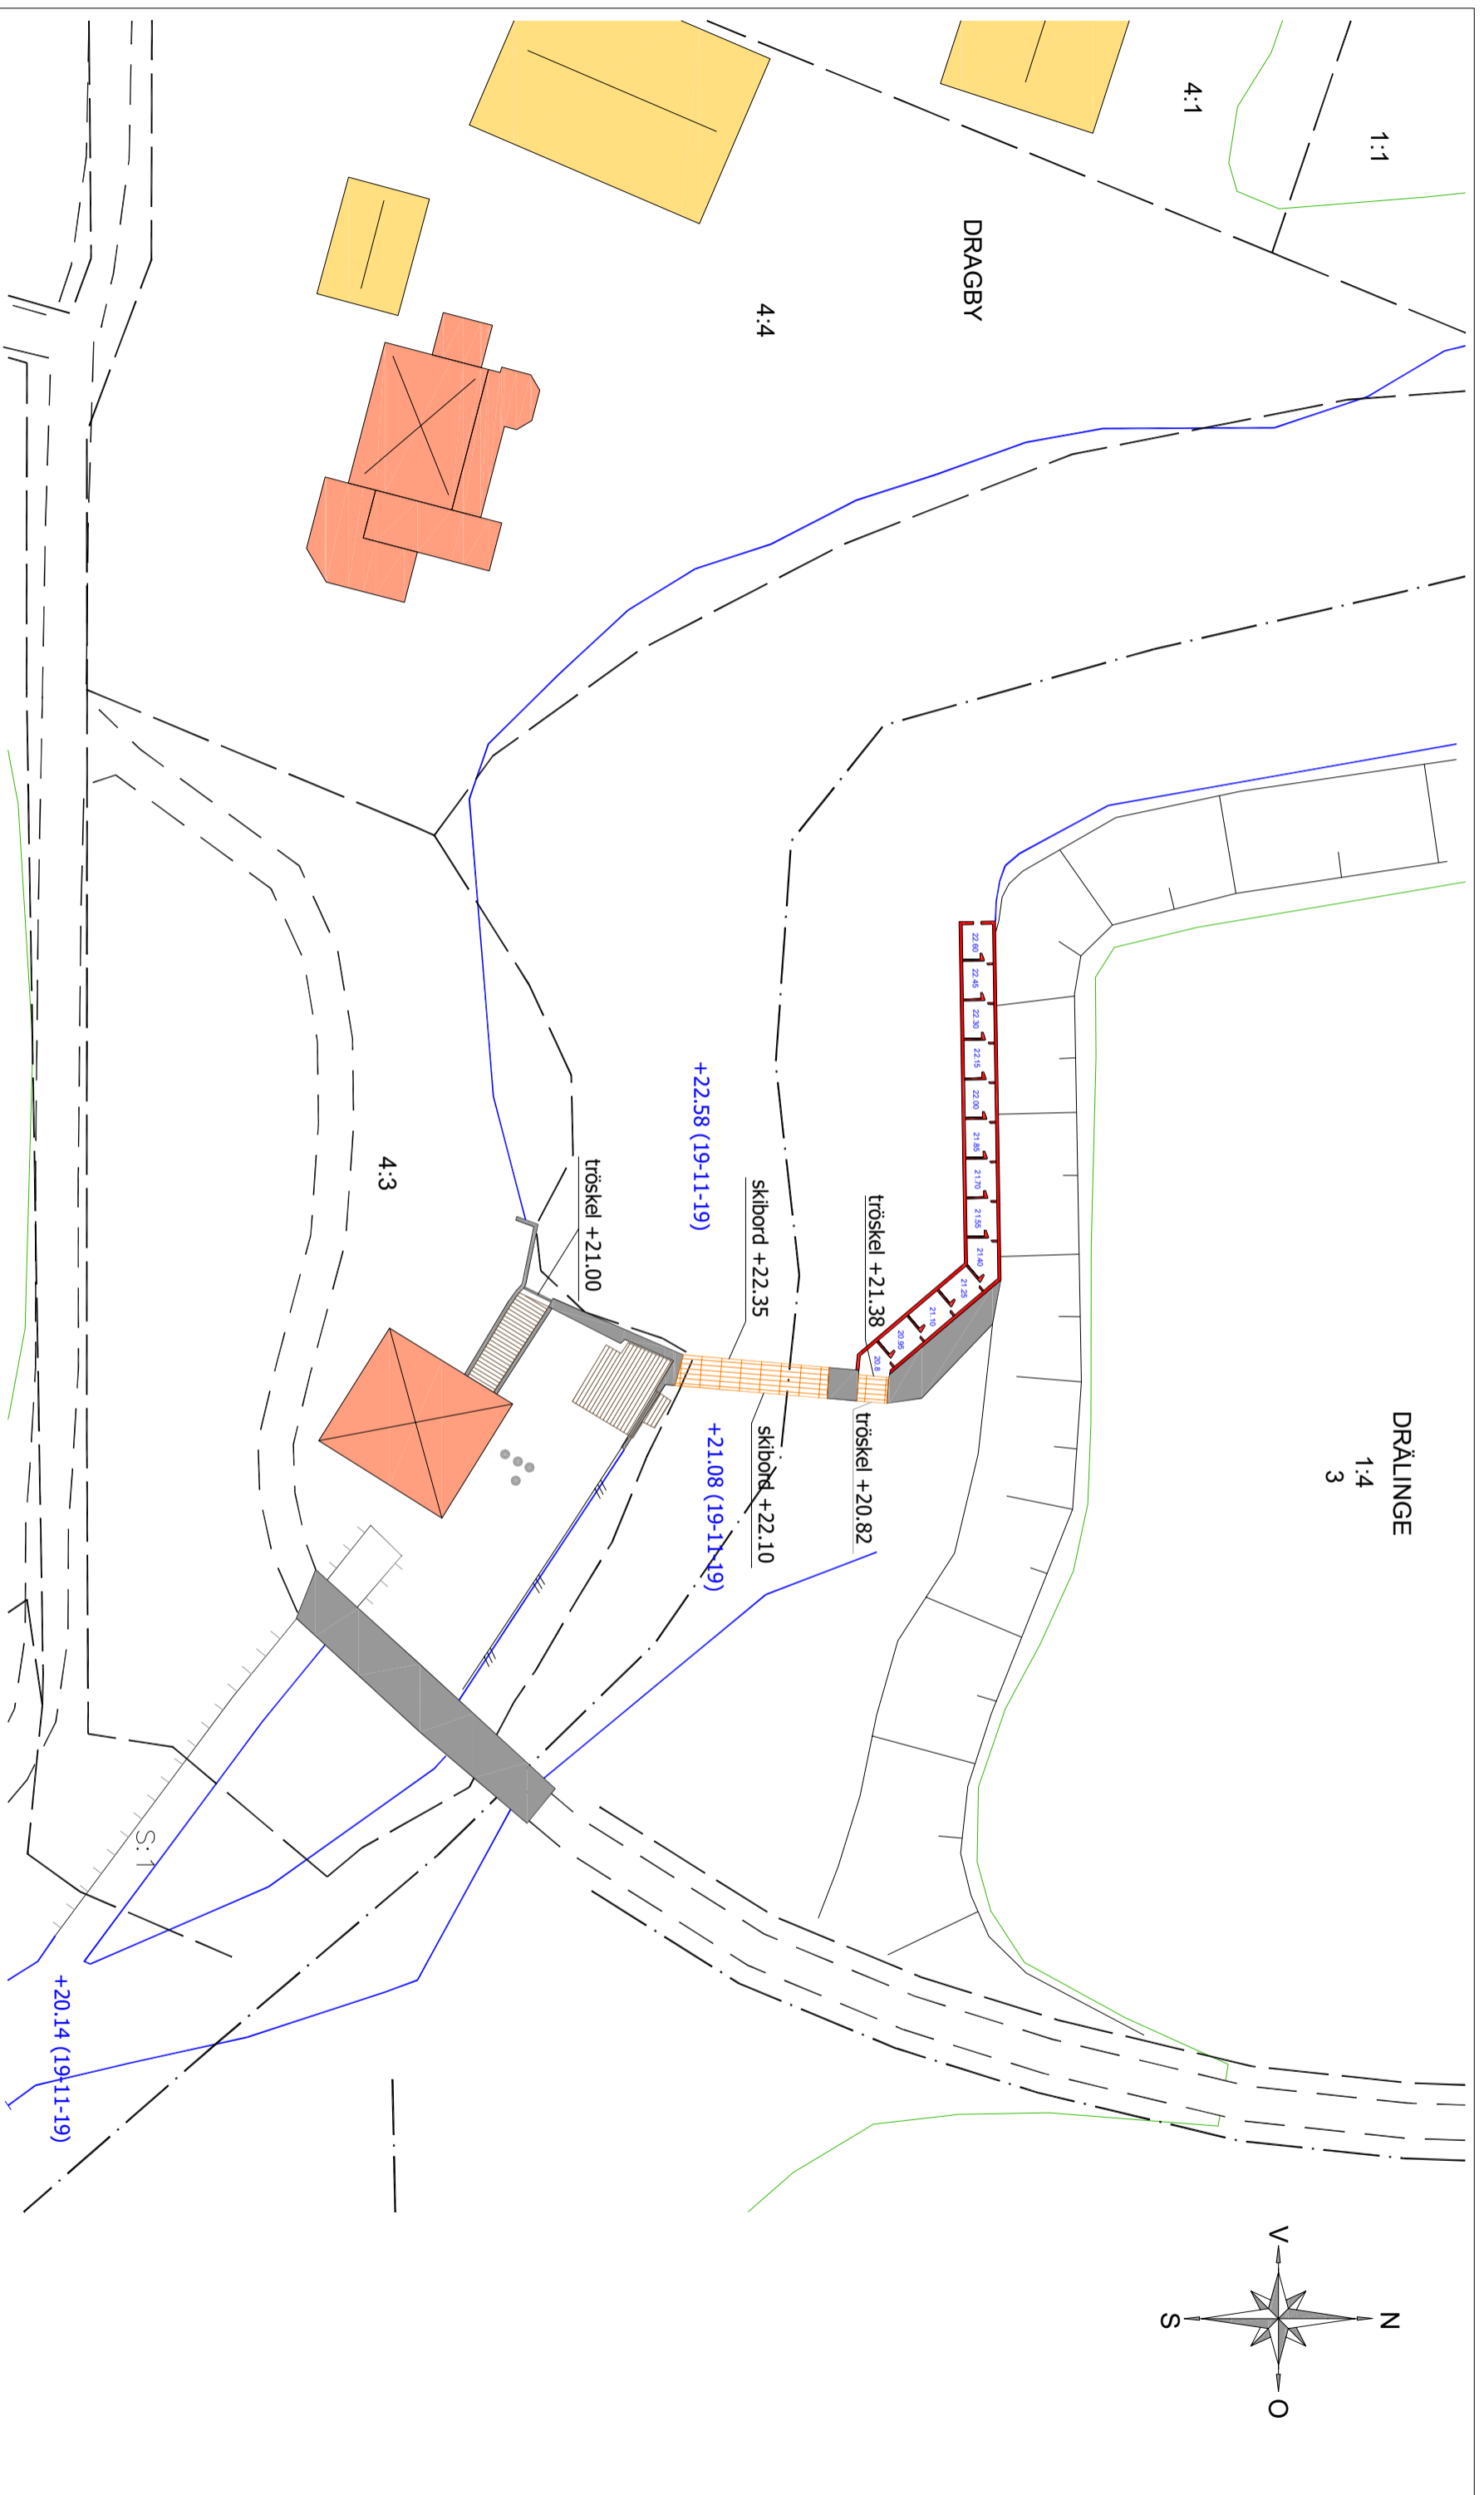 1:1
4:1
DRAGBY
4:4
DRÄLINGE
1:4
3
22.60
22.45
22.30
22.15
22.00
21.85
21.70
21.55
21.40
21.25
21.10
20.95
20.8
tröskel +21.38
tröskel +20.82
skibord +22.35
skibord +22.10
+22.58 (19-11-19)
+21.08 (19-11-19)
tröskel +21.00
4:3
S:1
+20.14 (19-11-19)
N
V
O
S